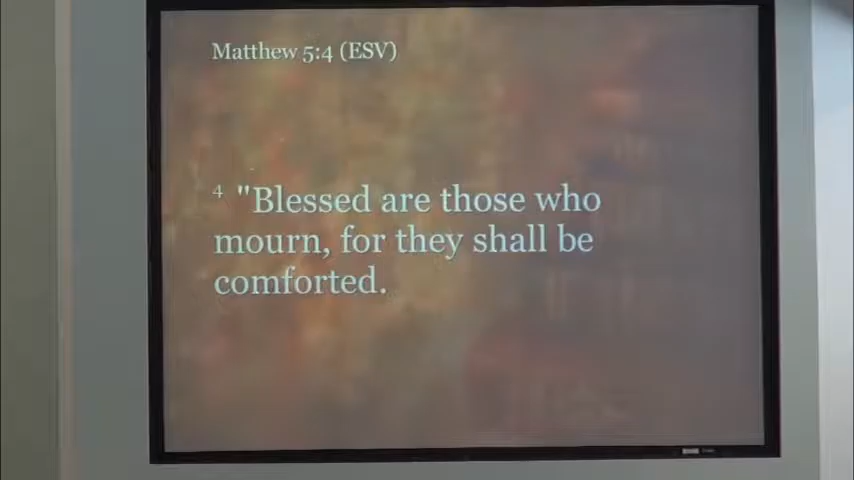 Matthew 5:4 (ESV)
4 "Blessed are those who
mourn, for they shall be
comforted.